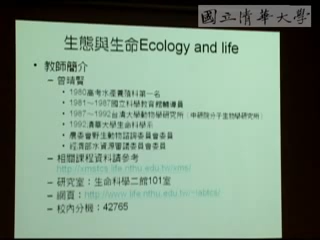 國立清華大學
生態與生命Ecology and life
• 教師簡介
– 曾晴賢
• 1980高考水產養殖科第一名
• 1981～1987國立科學教育館輔導員
• 1987~1992台灣大學動物學研究所(中研院分子生物學研究所)
• 1992清華大學生命科學系
• 農委會野生動物諮詢委員會委員
• 經濟部水資源審議委員會委員
– 相關課程資料請參考
– 研究室：生命科學二館101室
– 網頁：
– 校內分機：42765